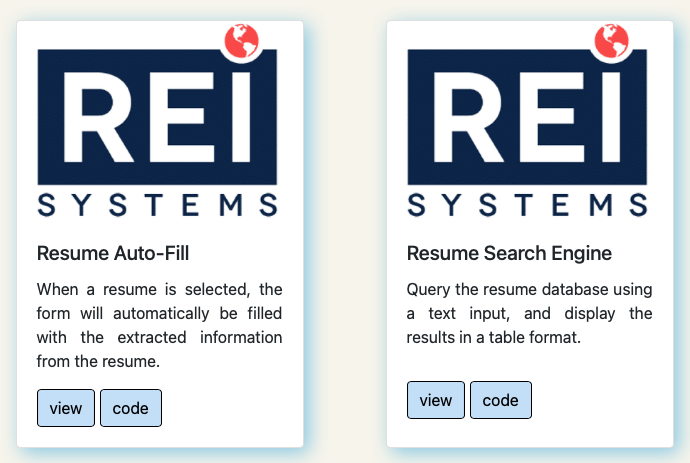 REI
SYSTEMS
Resume Auto-Fill
When a resume is selected, the
form will automatically be filled
with the extracted information
from the resume.
view code
REI
SYSTEMS
Resume Search Engine
Query the resume database using
a text input, and display the
results in a table format.
view code